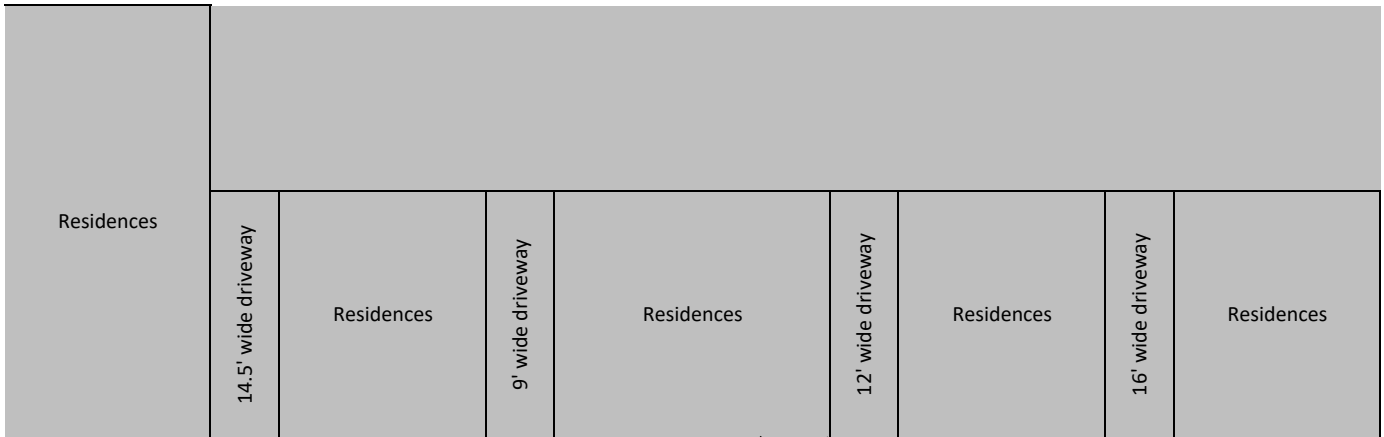 Residences
14.5' wide driveway
Residences
9' wide driveway
Residences
12' wide driveway
Residences
16' wide driveway
Residences